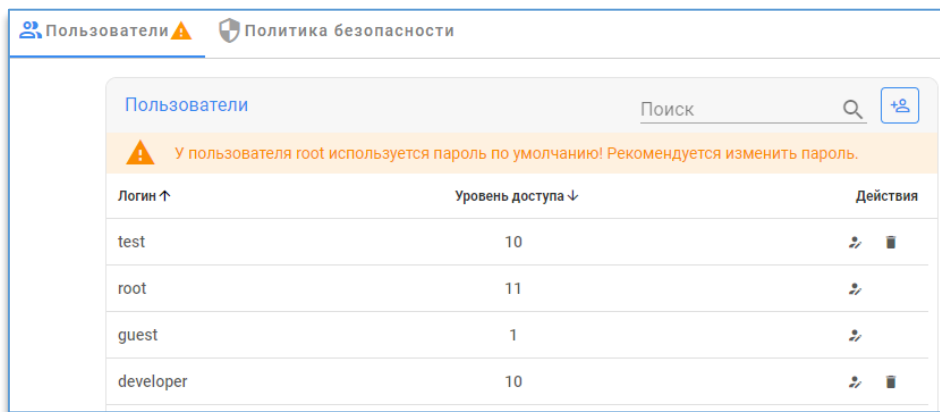 Пользователи Политика безопасности
Пользователи Поиск
У пользователя root используется пароль по умолчанию! Рекомендуется изменить пароль.
Логин Уровень доступа Действия
test 10
root 11
guest 1
developer 10